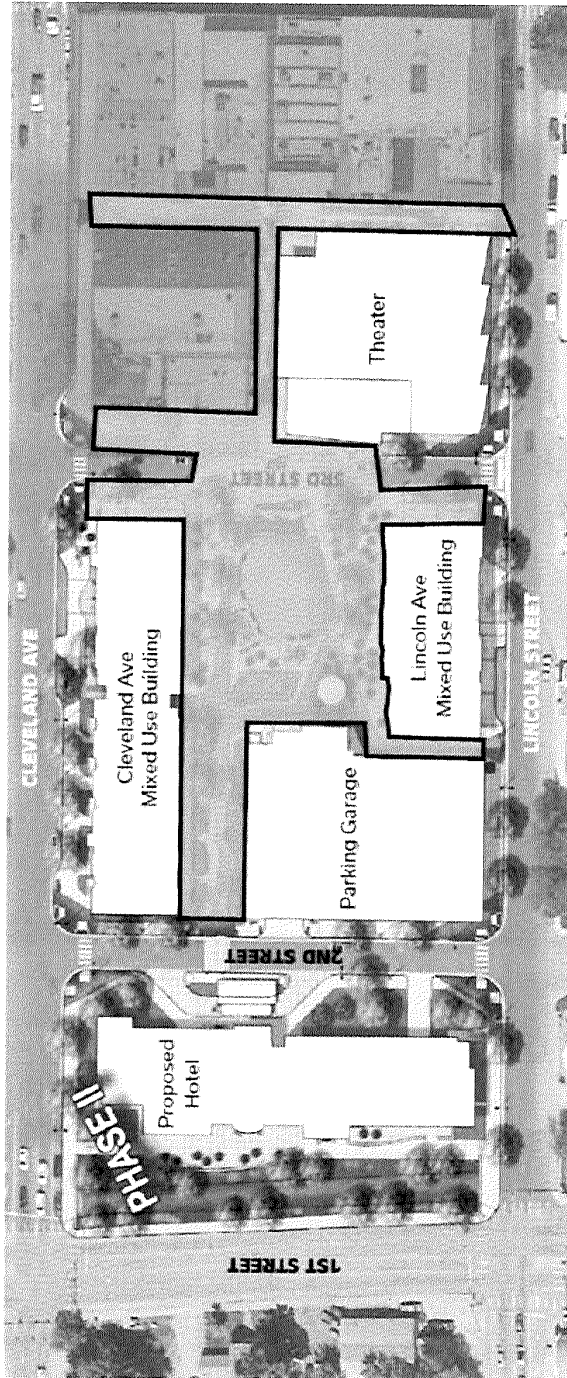 CLEVELAND AVE
Cleveland Ave
Mixed Use Building
3RD STREET
Theater
Lincoln Ave
Mixed Use Building
LINCOLN STREET
Parking Garage
2ND STREET
PHASE II
Proposed
Hotel
1ST STREET